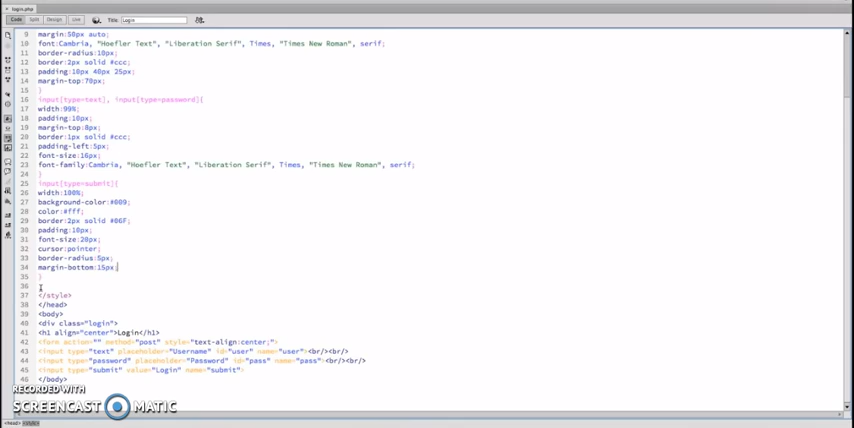 login.php
Code Split Design Live Title: Login
9 margin:50px auto;
10 font:Cambria, "Hoefler Text", "Liberation Serif", Times, "Times New Roman", serif;
11 border-radius:10px;
12 border:2px solid #ccc;
13 padding:10px 40px 25px;
14 margin-top:70px;
15 }
16 input[type=text], input[type=password]{
17 width:99%;
18 padding:10px;
19 margin-top:8px;
20 border:1px solid #ccc;
21 padding-left:5px;
22 font-size:16px;
23 font-family:Cambria, "Hoefler Text", "Liberation Serif", Times, "Times New Roman", serif;
24 }
25 input[type=submit]{
26 width:100%;
27 background-color:#009;
28 color:#fff;
29 border:2px solid #06F;
30 padding:10px;
31 font-size:20px;
32 cursor:pointer;
33 border-radius:5px;
34 margin-bottom:15px;
35 }
36
37 </style>
38 </head>
39 <body>
40 <div class="login">
41 <h1 align="center">Login</h1>
42 <form action="" method="post" style="text-align:center;">
43 <input type="text" placeholder="Username" id="user" name="user"><br/><br/>
44 <input type="password" placeholder="Password" id="pass" name="pass"><br/><br/>
45 <input type="submit" value="Login" name="submit">
46 </body>
RECORDED WITH
SCREENCAST MATIC
<head> <style>